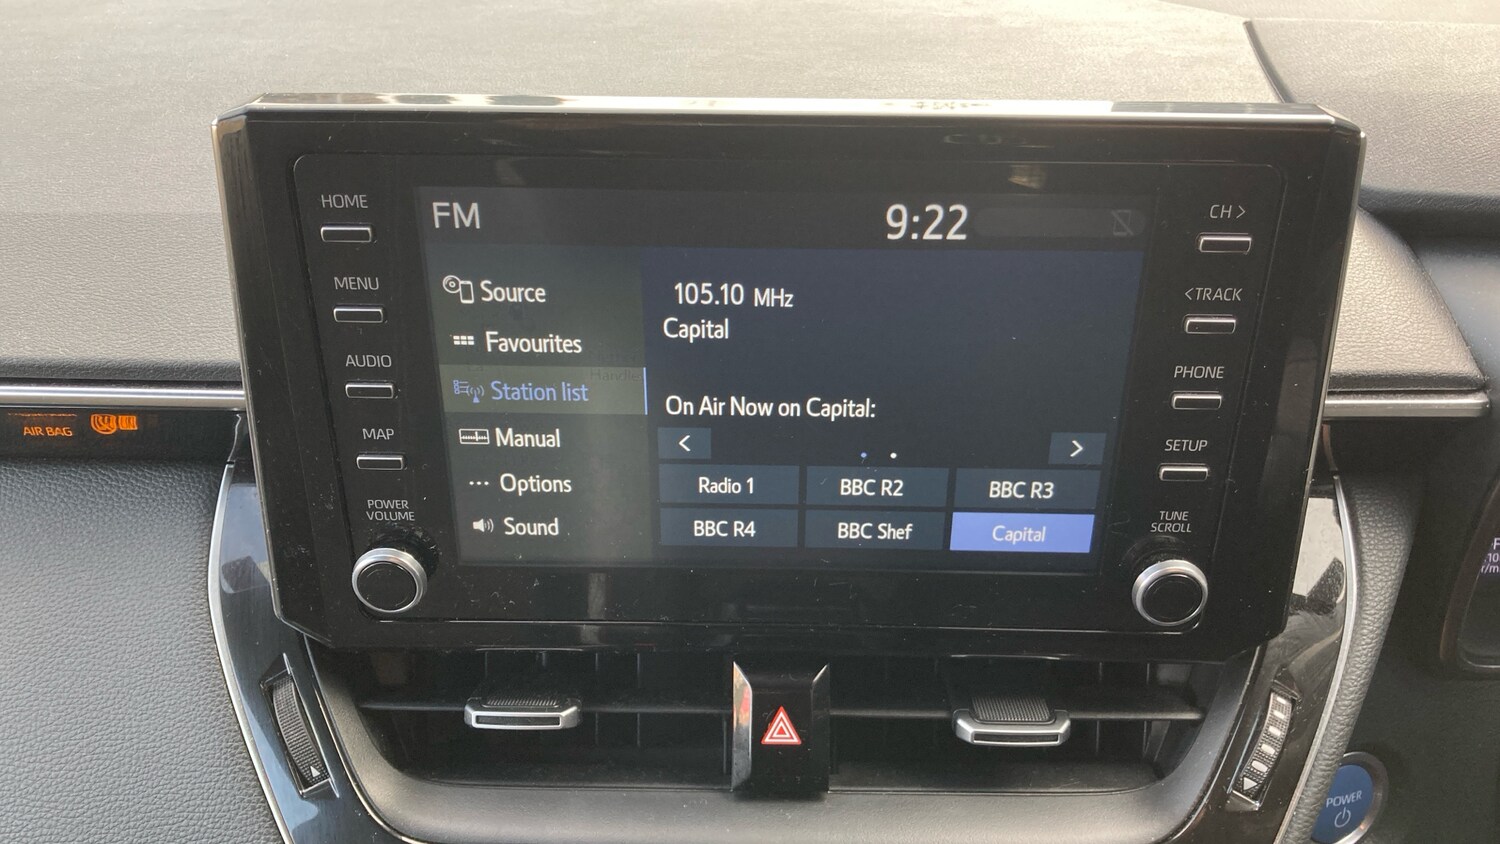 HOME
MENU
AUDIO
MAP
POWER
VOLUME
FM
9:22
Source
Favourites
Station list
Manual
Options
Sound
105.10 MHz
Capital
On Air Now on Capital:
<
>
Radio 1
BBC R2
BBC R3
BBC R4
BBC Shef
Capital
CH >
< TRACK
PHONE
SETUP
TUNE
SCROLL
AIR BAG
POWER